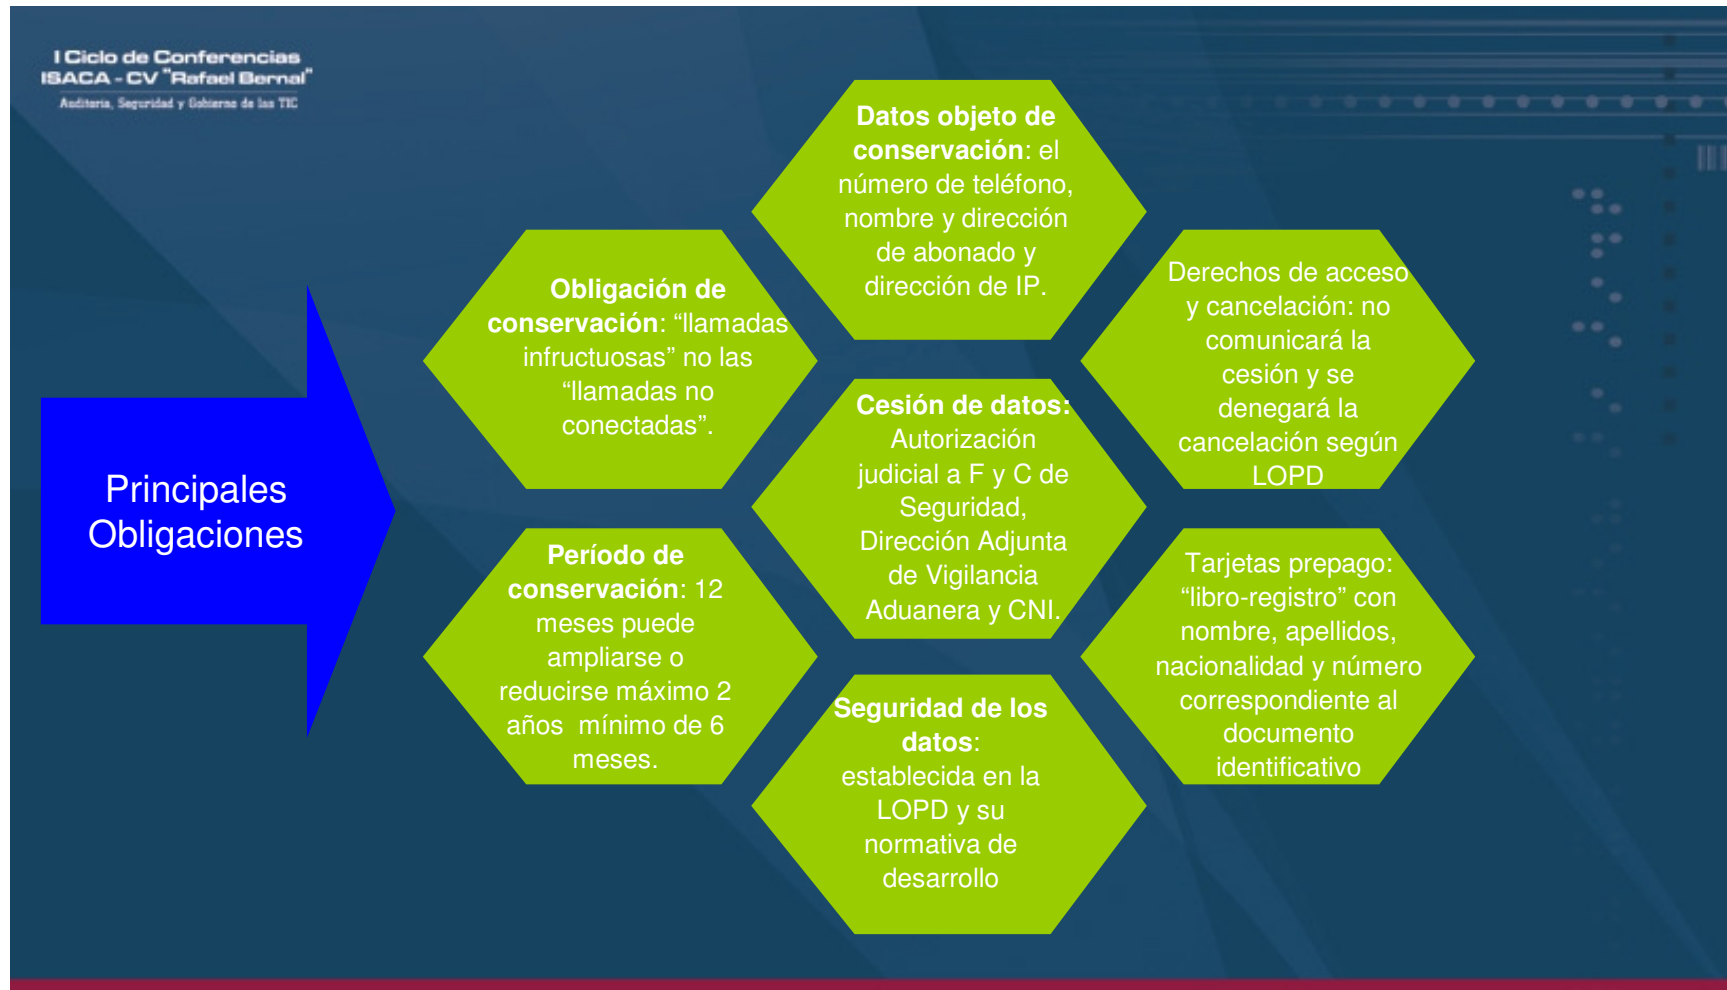 I Ciclo de Conferencias
ISACA - CV "Rafael Bernal"
Auditoria, Seguridad y Gobierno de las TIC
Principales
Obligaciones
Obligación de
conservación: “llamadas
infructuosas” no las
“llamadas no
conectadas”.
Período de
conservación: 12
meses puede
ampliarse o
reducirse máximo 2
años  mínimo de 6
meses.
Datos objeto de
conservación: el
número de teléfono,
nombre y dirección
de abonado y
dirección de IP.
Cesión de datos:
Autorización
judicial a F y C de
Seguridad,
Dirección Adjunta
de Vigilancia
Aduanera y CNI.
Seguridad de los
datos:
establecida en la
LOPD y su
normativa de
desarrollo
Derechos de acceso
y cancelación: no
comunicará la
cesión y se
denegará la
cancelación según
LOPD
Tarjetas prepago:
“libro-registro” con
nombre, apellidos,
nacionalidad y número
correspondiente al
documento
identificativo